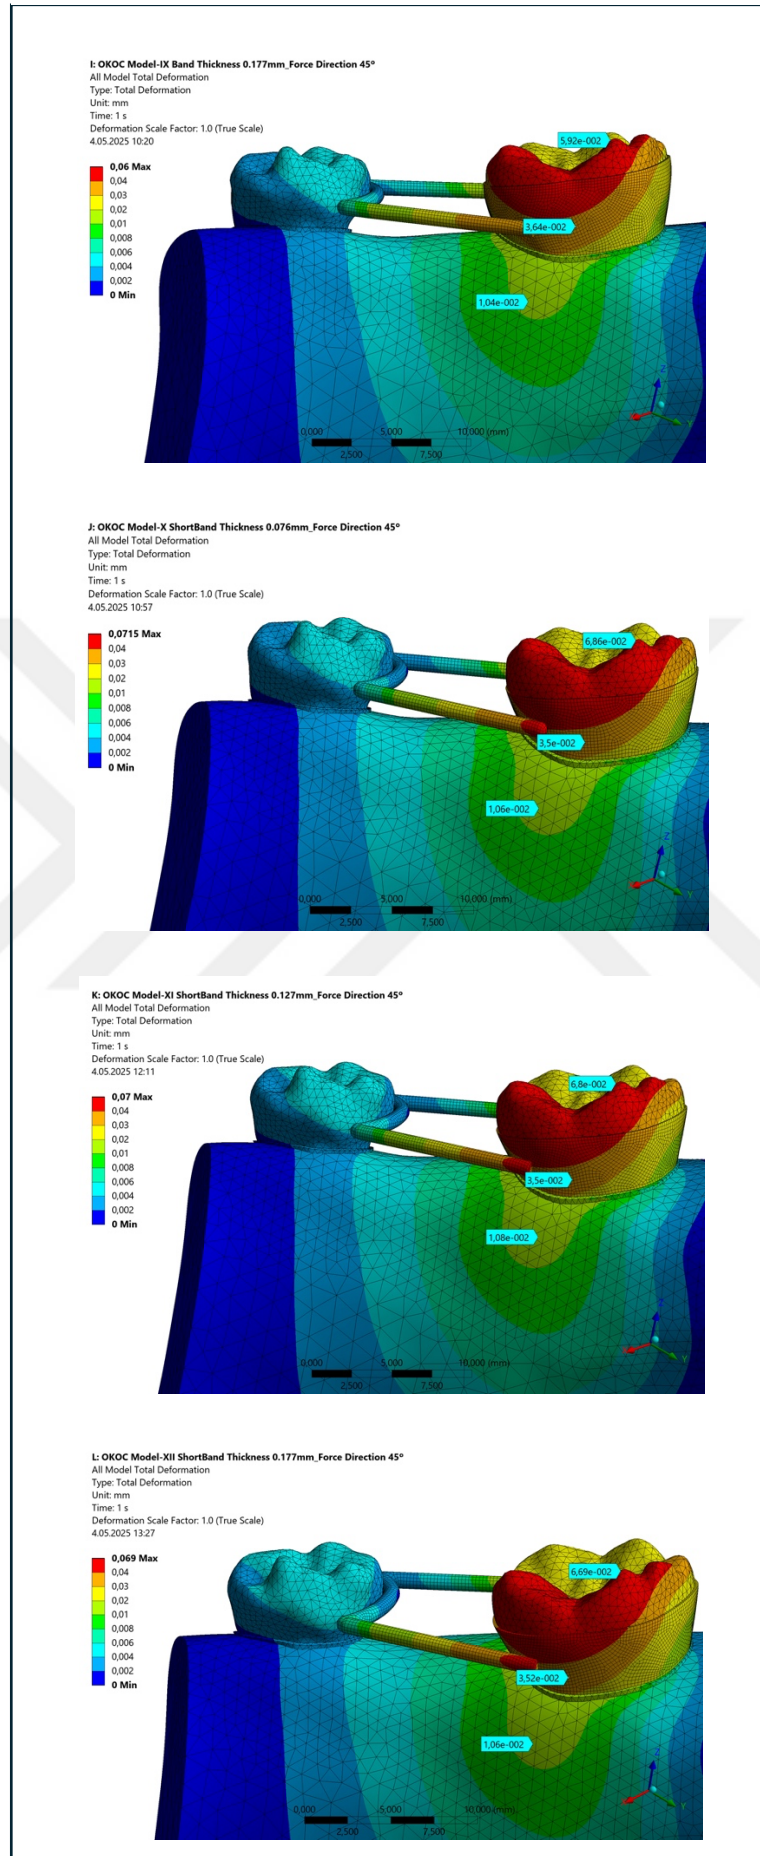 I: OKOC Model-IX Band Thickness 0.177mm_Force Direction 45°
All Model Total Deformation
Type: Total Deformation
Unit: mm
Time: 1 s
Deformation Scale Factor: 1.0 (True Scale)
4.05.2025 10:20
0,06 Max
0,04
0,03
0,02
0,01
0,008
0,006
0,004
0,002
0 Min
5,92e-002
3,64e-002
1,04e-002
Z
Y
0,000 5,000 10,000 (mm)
2,500 7,500
J: OKOC Model-X ShortBand Thickness 0.076mm_Force Direction 45°
All Model Total Deformation
Type: Total Deformation
Unit: mm
Time: 1 s
Deformation Scale Factor: 1.0 (True Scale)
4.05.2025 10:57
0,0715 Max
0,04
0,03
0,02
0,01
0,008
0,006
0,004
0,002
0 Min
6,86e-002
3,5e-002
1,06e-002
Z
Y
0,000 5,000 10,000 (mm)
2,500 7,500
K: OKOC Model-XI ShortBand Thickness 0.127mm_Force Direction 45°
All Model Total Deformation
Type: Total Deformation
Unit: mm
Time: 1 s
Deformation Scale Factor: 1.0 (True Scale)
4.05.2025 12:11
0,07 Max
0,04
0,03
0,02
0,01
0,008
0,006
0,004
0,002
0 Min
6,8e-002
3,5e-002
1,08e-002
Z
Y
0,000 5,000 10,000 (mm)
2,500 7,500
L: OKOC Model-XII ShortBand Thickness 0.177mm_Force Direction 45°
All Model Total Deformation
Type: Total Deformation
Unit: mm
Time: 1 s
Deformation Scale Factor: 1.0 (True Scale)
4.05.2025 13:27
0,069 Max
0,04
0,03
0,02
0,01
0,008
0,006
0,004
0,002
0 Min
6,69e-002
3,52e-002
1,06e-002
Z
Y
0,000 5,000 10,000 (mm)
2,500 7,500